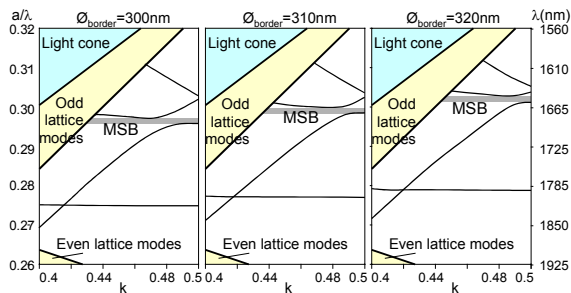 a/λ Ø border=300nm Ø border=310nm Ø border=320nm λ(nm)
0.32 1560
Light cone Light cone Light cone
0.31 1610
0.30 1665
Odd lattice modes Odd lattice modes Odd lattice modes
MSB MSB MSB
0.29 1725
0.28 1785
0.27 1850
Even lattice modes Even lattice modes Even lattice modes
0.26 1925
0.4 0.44 0.48 0.5 0.4 0.44 0.48 0.5 0.4 0.44 0.48 0.5
k k k